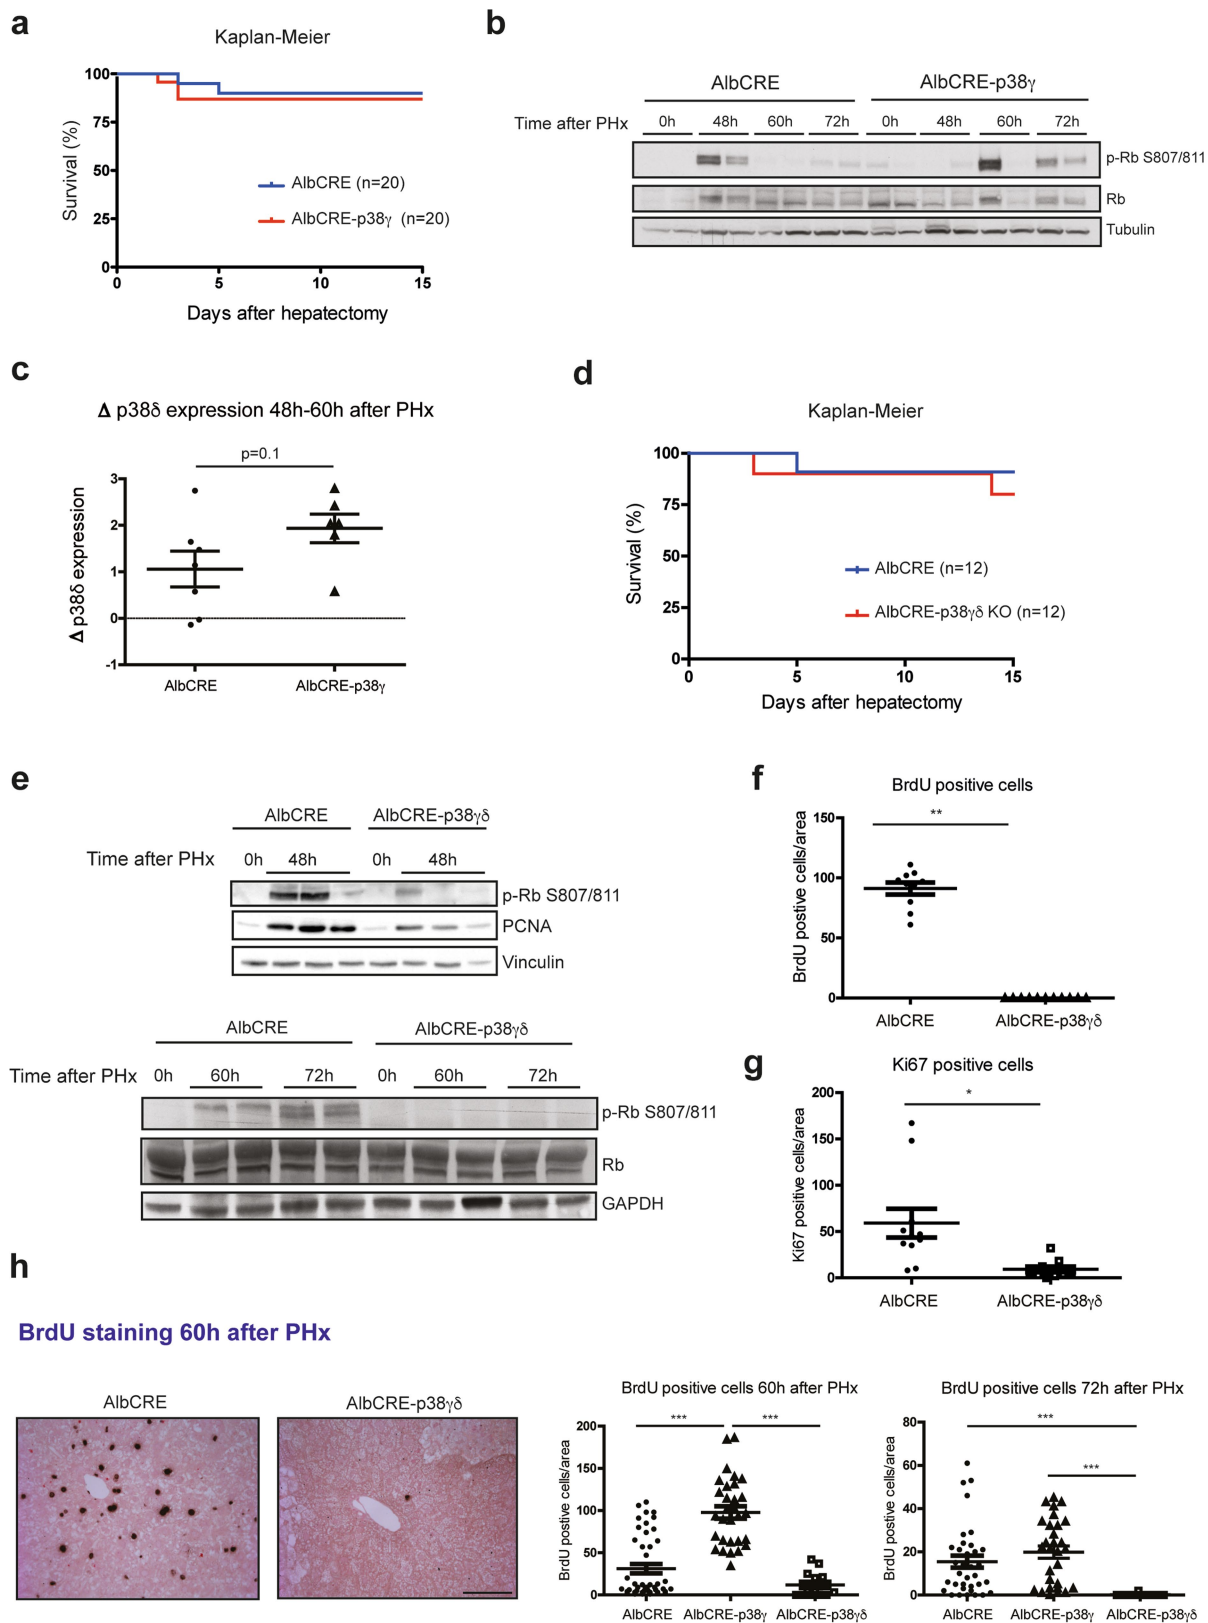 a
Kaplan-Meier
Survival (%)
100
75
50
25
0
0 5 10 15
AlbCRE (n=20)
AlbCRE-p38γ (n=20)
Days after hepatectomy
b
AlbCRE AlbCRE-p38γ
Time after PHx 0h 48h 60h 72h 0h 48h 60h 72h
p-Rb S807/811
Rb
Tubulin
c
Δ p38δ expression 48h-60h after PHx
p=0.1
Δ p38δ expression
3
2
1
0
-1
AlbCRE AlbCRE-p38γ
d
Kaplan-Meier
Survival (%)
100
75
50
25
0
0 5 10 15
AlbCRE (n=12)
AlbCRE-p38γδ KO (n=12)
Days after hepatectomy
e
AlbCRE AlbCRE-p38γδ
Time after PHx 0h 48h 0h 48h
p-Rb S807/811
PCNA
Vinculin
AlbCRE AlbCRE-p38γδ
Time after PHx 0h 60h 72h 0h 60h 72h
p-Rb S807/811
Rb
GAPDH
f
BrdU positive cells
BrdU postive cells/area
150
100
50
0
**
AlbCRE AlbCRE-p38γδ
g
Ki67 positive cells
Ki67 positive cells/area
200
150
100
50
0
*
AlbCRE AlbCRE-p38γδ
h
BrdU staining 60h after PHx
AlbCRE AlbCRE-p38γδ
BrdU positive cells 60h after PHx
BrdU postive cells/area
200
150
100
50
0
*** ***
AlbCRE AlbCRE-p38γ AlbCRE-p38γδ
BrdU positive cells 72h after PHx
BrdU postive cells/area
80
60
40
20
0
***
***
AlbCRE AlbCRE-p38γ AlbCRE-p38γδ